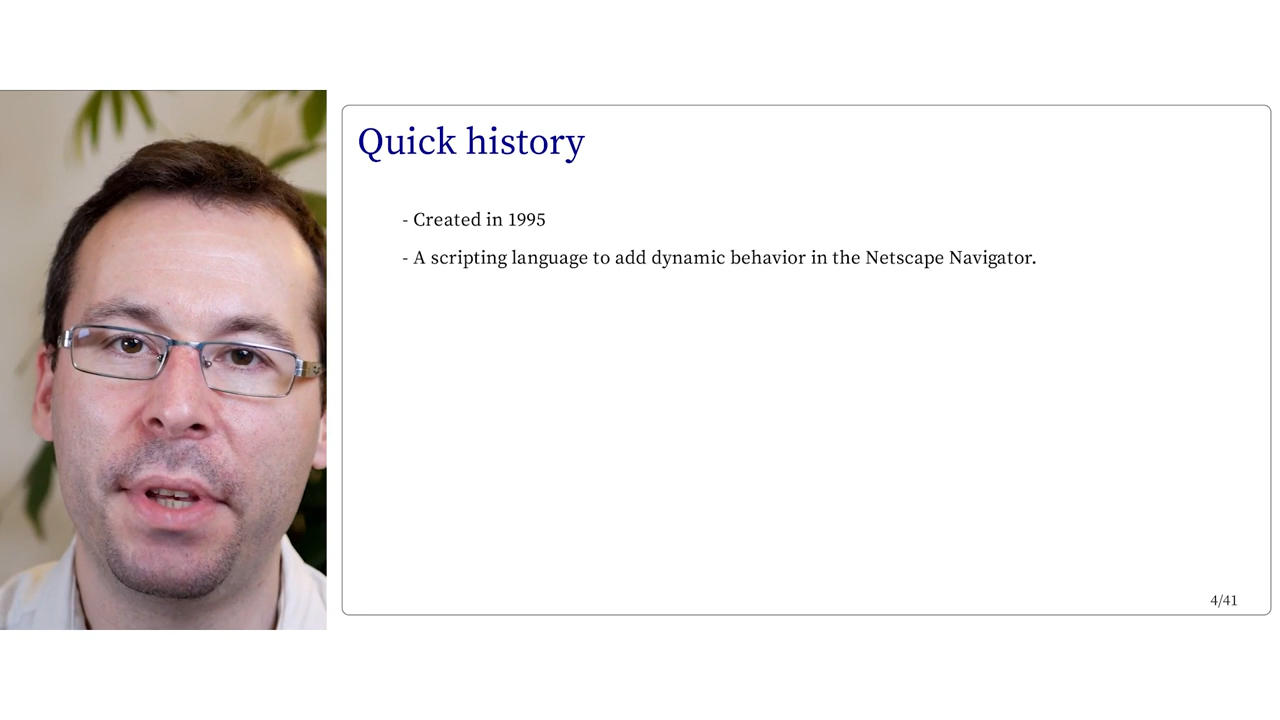 Quick history
- Created in 1995
- A scripting language to add dynamic behavior in the Netscape Navigator.
4/41